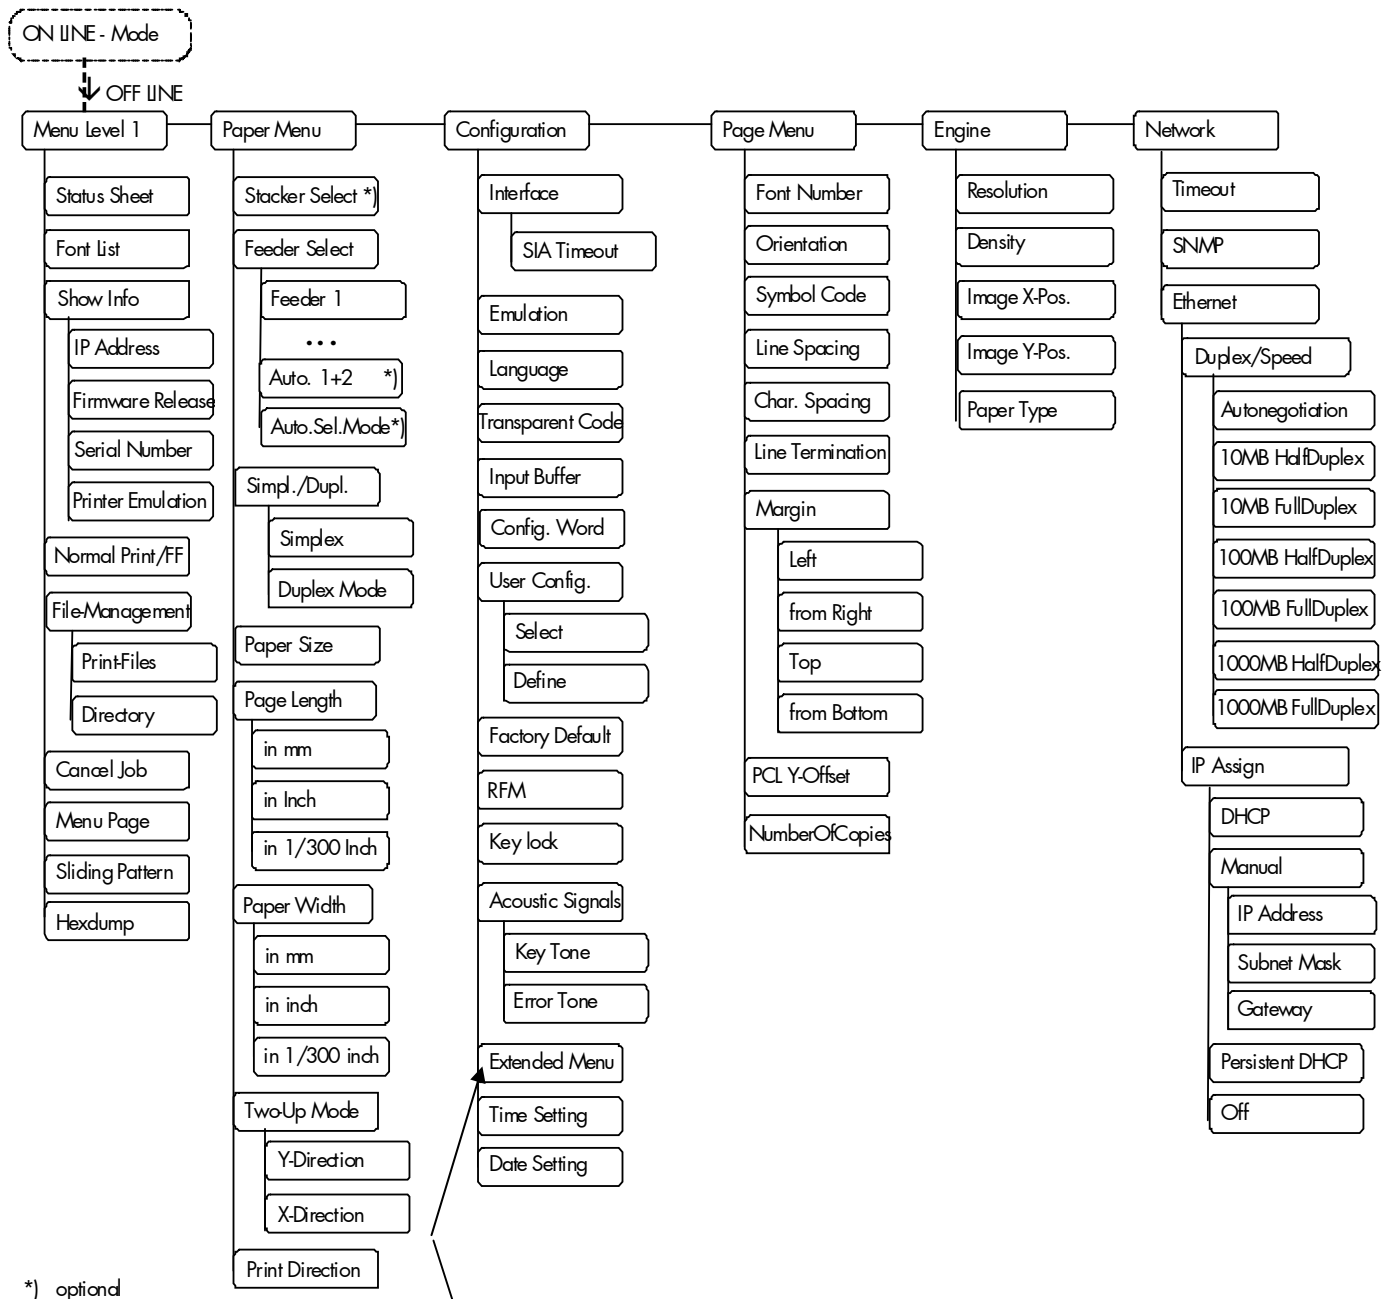 ON LINE - Mode
OFF LINE
Menu Level 1
Status Sheet
Font List
Show Info
IP Address
Firmware Release
Serial Number
Printer Emulation
Normal Print/FF
File-Management
Print-Files
Directory
Cancel Job
Menu Page
Sliding Pattern
Hexdump
Paper Menu
Stacker Select *)
Feeder Select
Feeder 1
...
Auto. 1+2 *)
Auto.Sel.Mode*)
Simpl./Dupl.
Simplex
Duplex Mode
Paper Size
Page Length
in mm
in Inch
in 1/300 Inch
Paper Width
in mm
in inch
in 1/300 inch
Two-Up Mode
Y-Direction
X-Direction
Print Direction
Configuration
Interface
SIA Timeout
Emulation
Language
Transparent Code
Input Buffer
Config. Word
User Config.
Select
Define
Factory Default
RFM
Key lock
Acoustic Signals
Key Tone
Error Tone
Extended Menu
Time Setting
Date Setting
Page Menu
Font Number
Orientation
Symbol Code
Line Spacing
Char. Spacing
Line Termination
Margin
Left
from Right
Top
from Bottom
PCL Y-Offset
NumberOfCopies
Engine
Resolution
Density
Image X-Pos.
Image Y-Pos.
Paper Type
Network
Timeout
SNMP
Ethernet
Duplex/Speed
Autonegotiation
10MB HalfDuplex
10MB FullDuplex
100MB HalfDuplex
100MB FullDuplex
1000MB HalfDuplex
1000MB FullDuplex
IP Assign
DHCP
Manual
IP Address
Subnet Mask
Gateway
Persistent DHCP
Off
*) optional